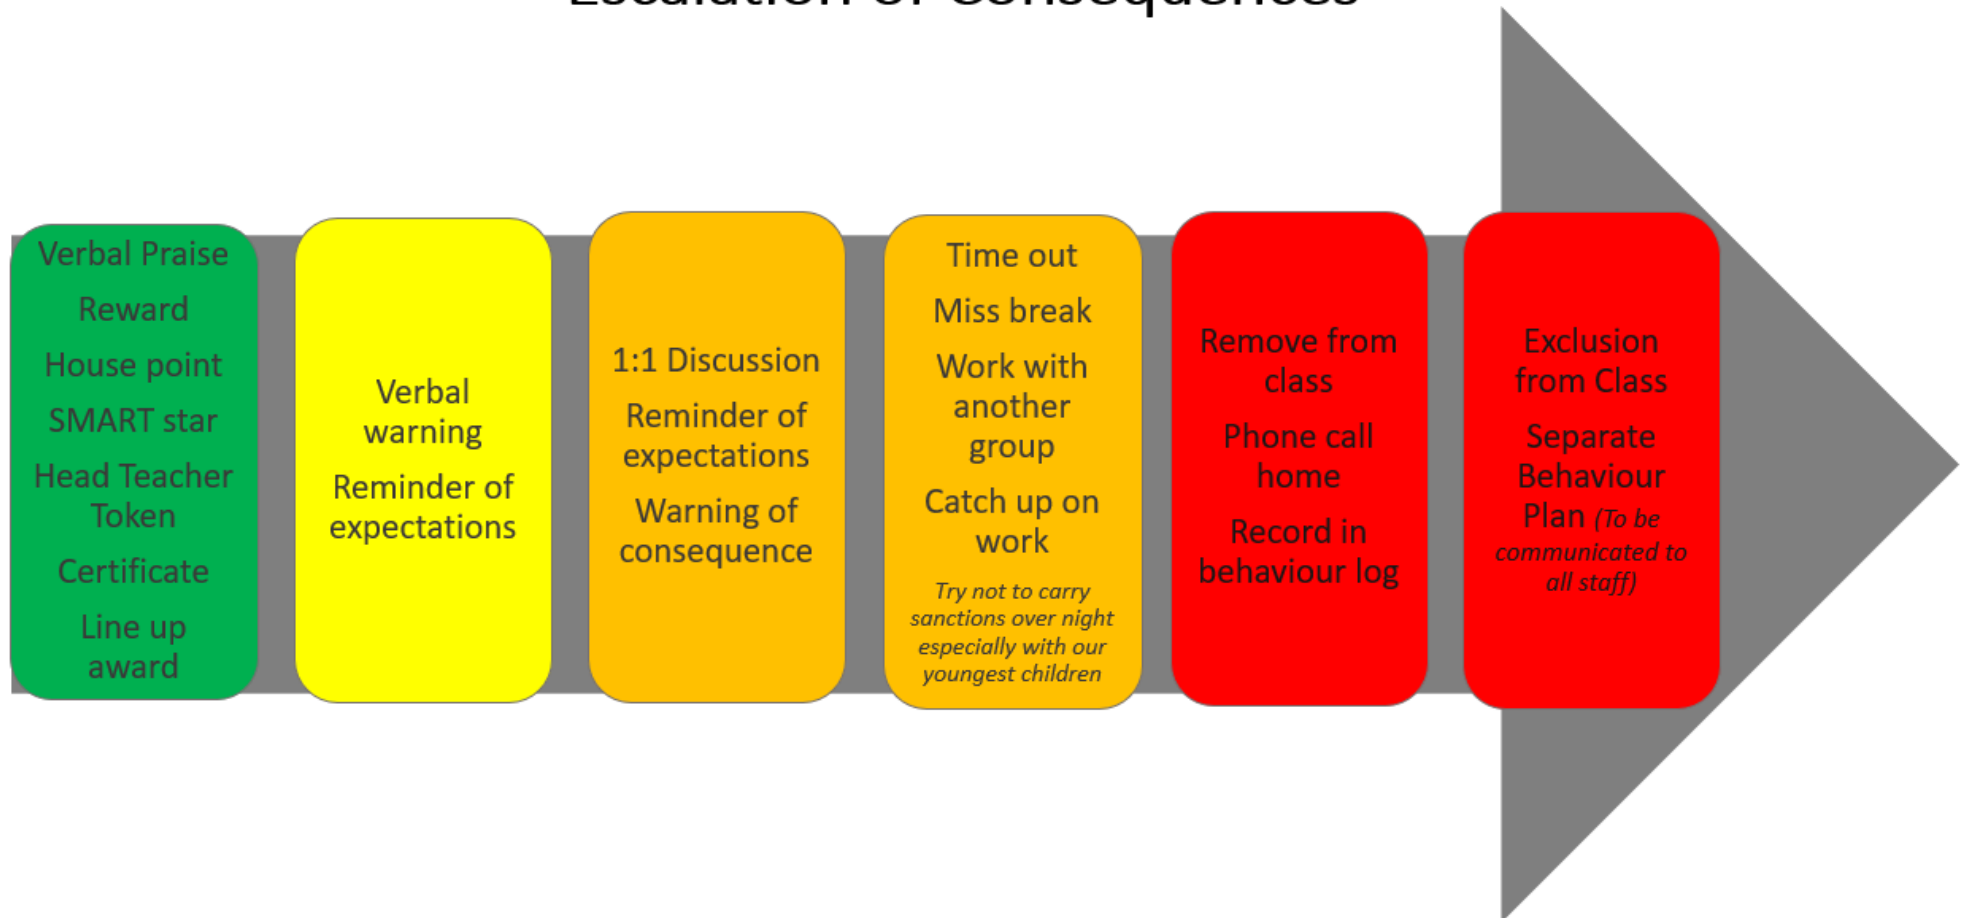 Escalation of Consequences
Verbal Praise
Reward
House point
SMART star
Head Teacher
Token
Certificate
Line up
award
Verbal
warning
Reminder of
expectations
1:1 Discussion
Reminder of
expectations
Warning of
consequence
Time out
Miss break
Work with
another
group
Catch up on
work
Try not to carry
sanctions over night
especially with our
youngest children
Remove from
class
Phone call
home
Record in
behaviour log
Exclusion
from Class
Separate
Behaviour
Plan (To be
communicated to
all staff)